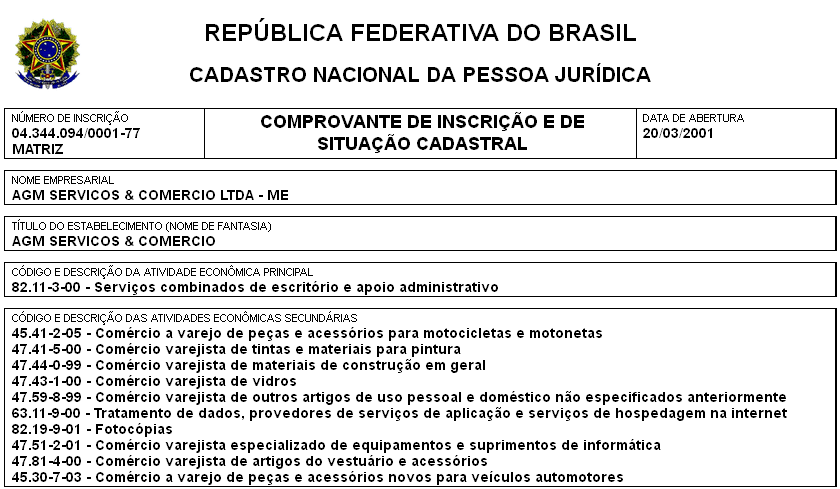 REPÚBLICA FEDERATIVA DO BRASIL
CADASTRO NACIONAL DA PESSOA JURÍDICA
NÚMERO DE INSCRIÇÃO
04.344.094/0001-77
MATRIZ
COMPROVANTE DE INSCRIÇÃO E DE
SITUAÇÃO CADASTRAL
DATA DE ABERTURA
20/03/2001
NOME EMPRESARIAL
AGM SERVICOS & COMERCIO LTDA - ME
TÍTULO DO ESTABELECIMENTO (NOME DE FANTASIA)
AGM SERVICOS & COMERCIO
CÓDIGO E DESCRIÇÃO DA ATIVIDADE ECONÔMICA PRINCIPAL
82.11-3-00 - Serviços combinados de escritório e apoio administrativo
CÓDIGO E DESCRIÇÃO DAS ATIVIDADES ECONÔMICAS SECUNDÁRIAS
45.41-2-05 - Comércio a varejo de peças e acessórios para motocicletas e motonetas
47.41-5-00 - Comércio varejista de tintas e materiais para pintura
47.44-0-99 - Comércio varejista de materiais de construção em geral
47.43-1-00 - Comércio varejista de vidros
47.59-8-99 - Comércio varejista de outros artigos de uso pessoal e doméstico não especificados anteriormente
63.11-9-00 - Tratamento de dados, provedores de serviços de aplicação e serviços de hospedagem na internet
82.19-9-01 - Fotocópias
47.51-2-01 - Comércio varejista especializado de equipamentos e suprimentos de informática
47.81-4-00 - Comércio varejista de artigos do vestuário e acessórios
45.30-7-03 - Comércio a varejo de peças e acessórios novos para veículos automotores